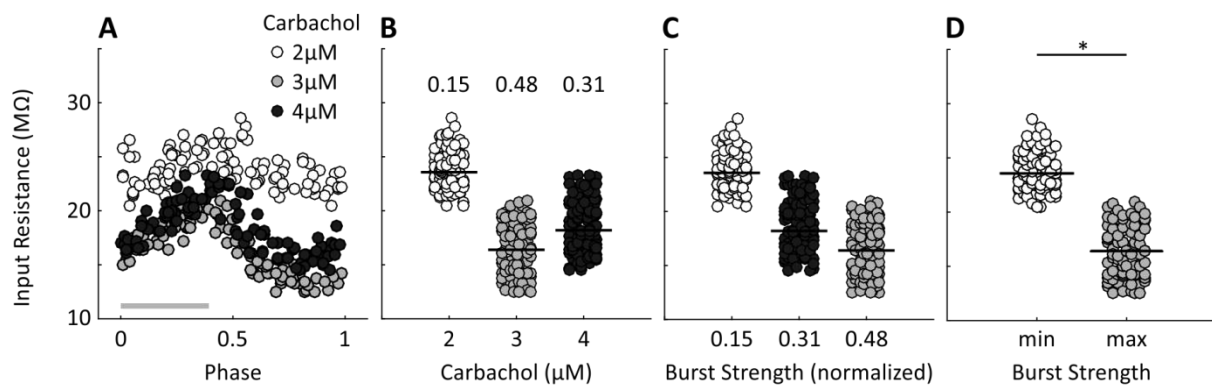 A
Carbachol
2μM
3μM
4μM
Input Resistance (MΩ)
30
20
10
0
0.5
1
Phase
B
0.15 0.48 0.31
2 3 4
Carbachol (μM)
C
0.15 0.31 0.48
Burst Strength (normalized)
D
*
min max
Burst Strength